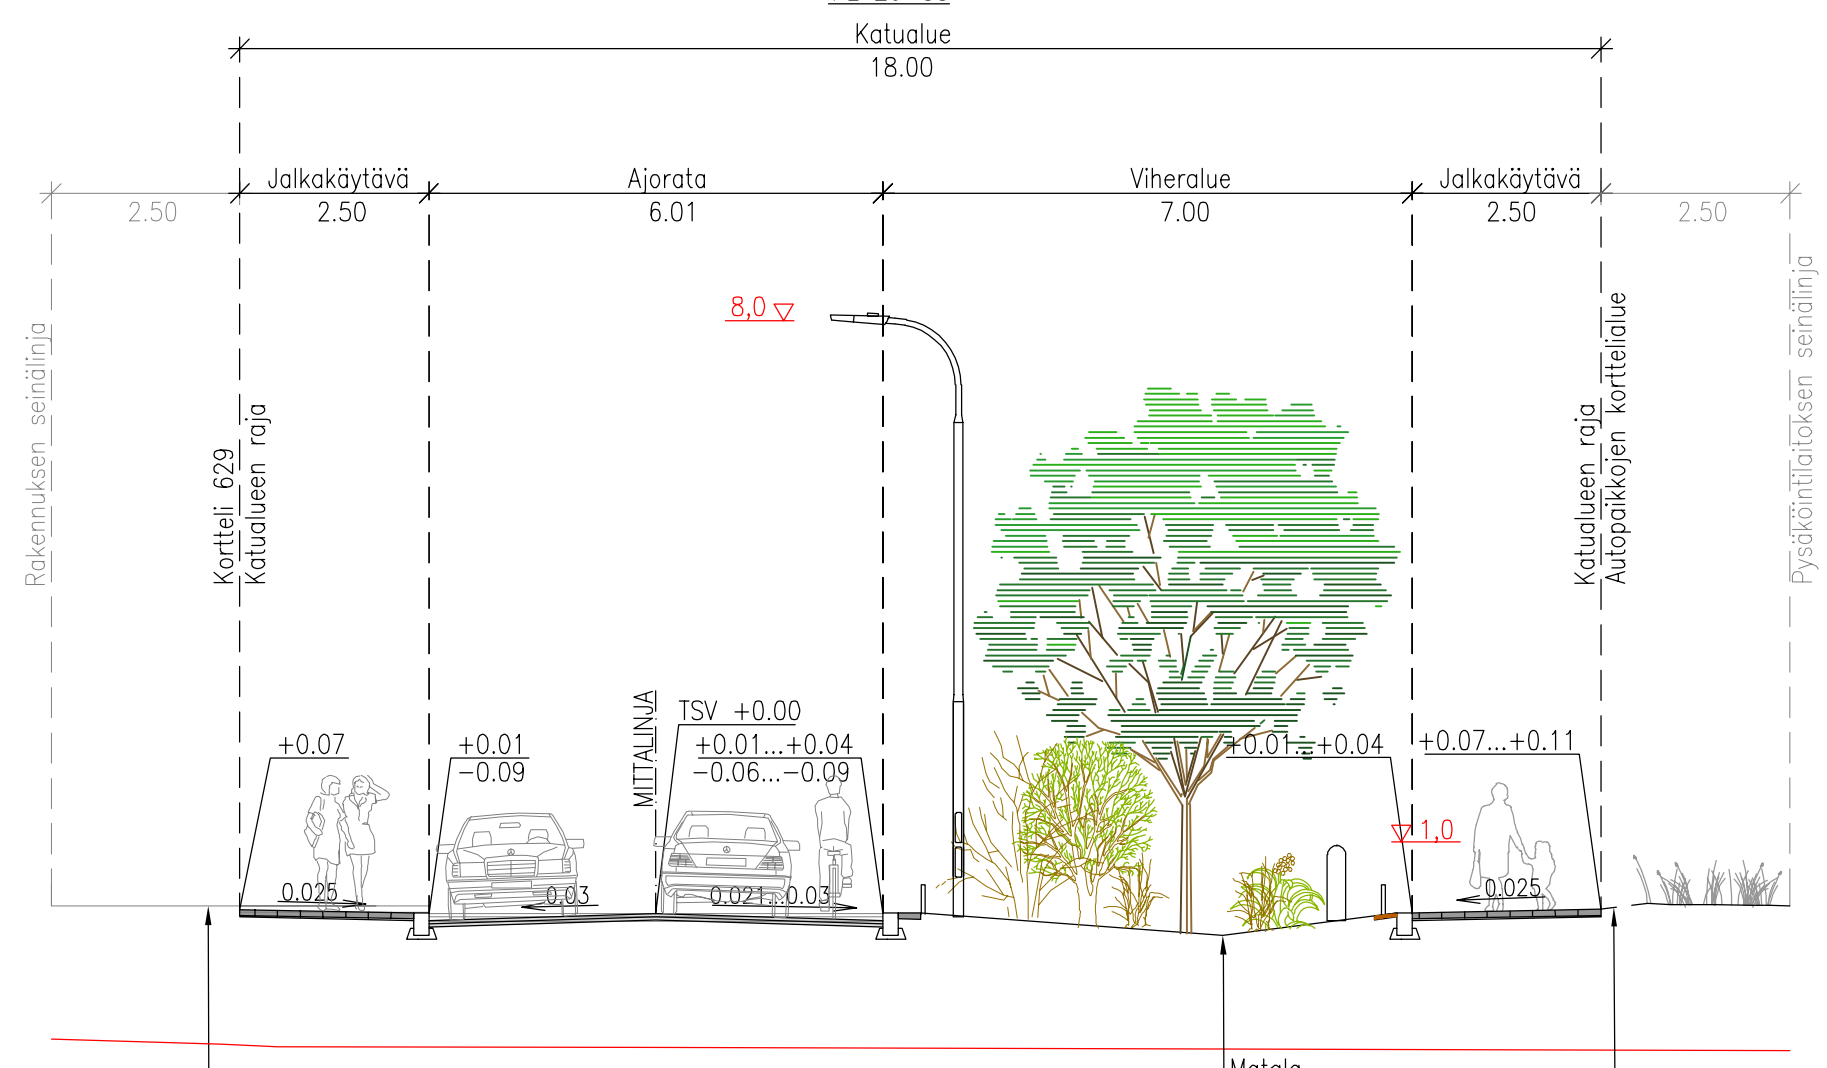 Katualue
18.00
Jalkakäytävä
Ajorata
Viheralue
Jalkakäytävä
2.50
2.50
6.01
7.00
2.50
2.50
8,0
Rakennuksen seinälinja
Kortteli 629
Katualueen raja
Katualueen raja
Autopaikkojen korttelialue
Pysäköintilaitoksen seinälinja
MITTALINJA
TSV +0.00
+0.07
+0.01
-0.09
+0.01...+0.04
-0.06...-0.09
+0.01...+0.04
+0.07...+0.11
1,0
0.025
0.03
0.021...0.03
0.025
Matala